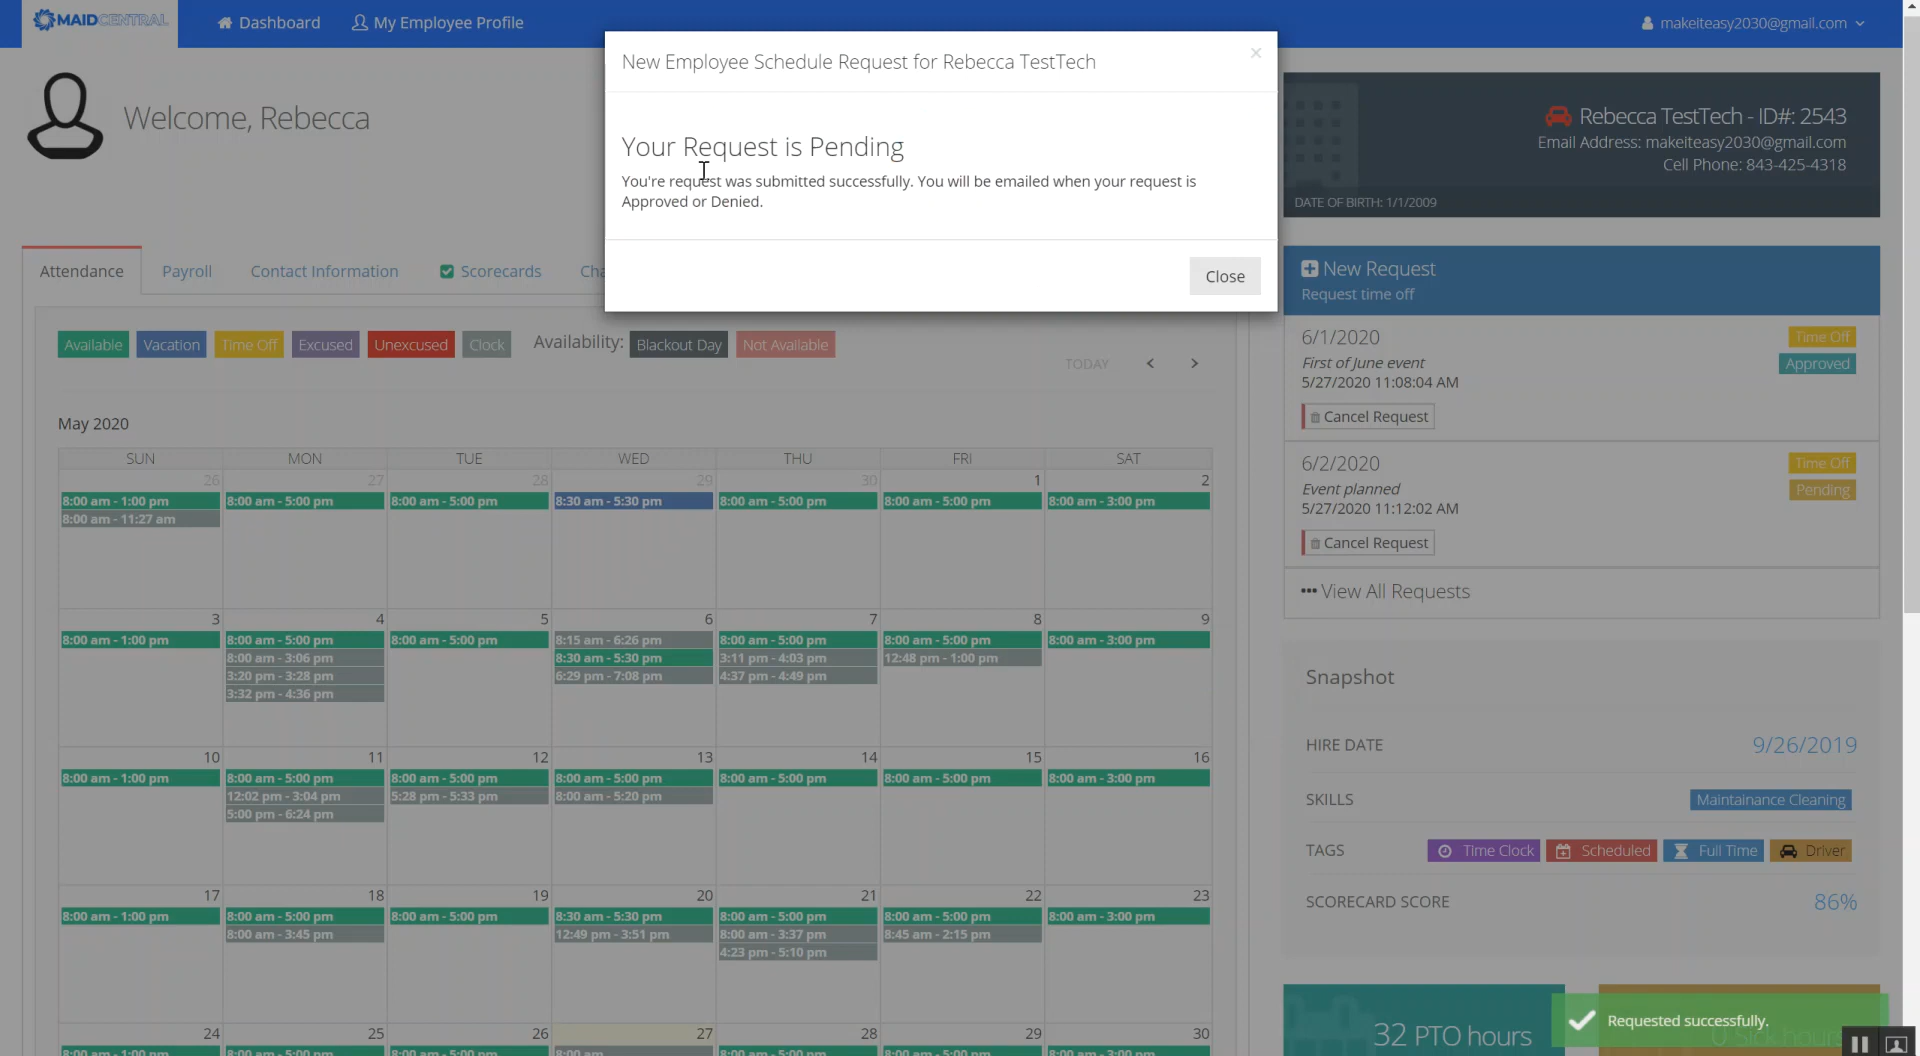 MAIDCENTRAL
Dashboard
My Employee Profile
makeiteasy2030@gmail.com
New Employee Schedule Request for Rebecca TestTech
×
Your Request is Pending
You're request was submitted successfully. You will be emailed when your request is
Approved or Denied.
Close
Welcome, Rebecca
Rebecca TestTech - ID#: 2543
Email Address: makeiteasy2030@gmail.com
Cell Phone: 843-425-4318
DATE OF BIRTH: 1/1/2009
Attendance
Payroll
Contact Information
Scorecards
Available
Vacation
Time Off
Excused
Unexcused
Clock
Availability:
Blackout Day
Not Available
TODAY
<
>
May 2020
SUN MON TUE WED THU FRI SAT
26 27 28 29 30 1 2
8:00 am - 1:00 pm 8:00 am - 5:00 pm 8:00 am - 5:00 pm 8:30 am - 5:30 pm 8:00 am - 5:00 pm 8:00 am - 5:00 pm 8:00 am - 3:00 pm
8:00 am - 11:27 am
3 4 5 6 7 8 9
8:00 am - 1:00 pm 8:00 am - 5:00 pm 8:00 am - 5:00 pm 8:15 am - 6:26 pm 8:00 am - 5:00 pm 8:00 am - 5:00 pm 8:00 am - 3:00 pm
8:00 am - 3:06 pm 8:30 am - 5:30 pm 3:11 pm - 4:03 pm 12:48 pm - 1:00 pm
3:20 pm - 3:28 pm 6:29 pm - 7:08 pm 4:37 pm - 4:49 pm
3:32 pm - 4:36 pm
10 11 12 13 14 15 16
8:00 am - 1:00 pm 8:00 am - 5:00 pm 8:00 am - 5:00 pm 8:00 am - 5:00 pm 8:00 am - 5:00 pm 8:00 am - 5:00 pm 8:00 am - 3:00 pm
12:02 pm - 3:04 pm 5:28 pm - 5:33 pm 8:00 am - 5:20 pm
5:00 pm - 6:24 pm
17 18 19 20 21 22 23
8:00 am - 1:00 pm 8:00 am - 5:00 pm 8:00 am - 5:00 pm 8:30 am - 5:30 pm 8:00 am - 5:00 pm 8:00 am - 5:00 pm 8:00 am - 3:00 pm
8:00 am - 3:45 pm 12:49 pm - 3:51 pm 8:00 am - 3:37 pm 8:45 am - 2:15 pm
4:23 pm - 5:10 pm
24 25 26 27 28 29 30
New Request
Request time off
6/1/2020 Time Off
First of June event Approved
5/27/2020 11:08:04 AM
Cancel Request
6/2/2020 Time Off
Event planned Pending
5/27/2020 11:12:02 AM
Cancel Request
View All Requests
Snapshot
HIRE DATE 9/26/2019
SKILLS Maintainance Cleaning
TAGS Time Clock Scheduled Full Time Driver
SCORECARD SCORE 86%
32 PTO hours
Requested successfully.